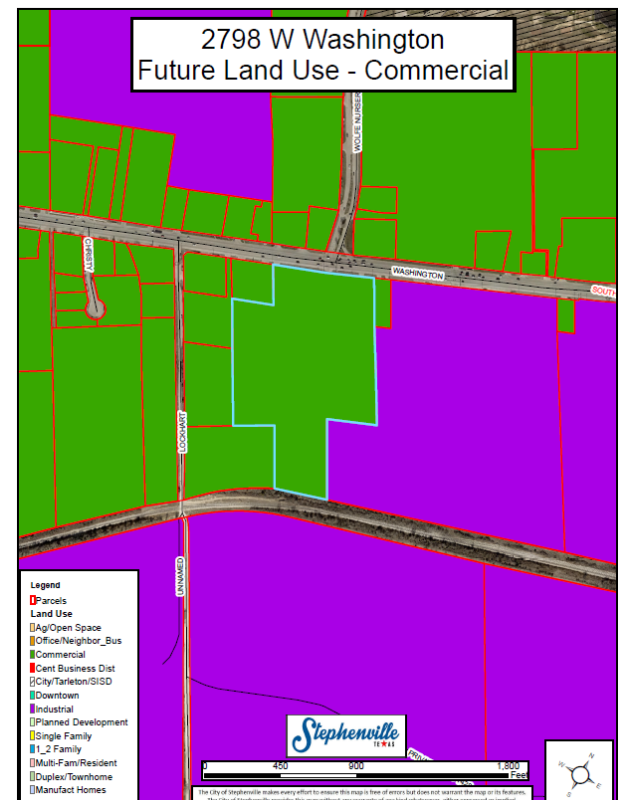 2798 W Washington
Future Land Use - Commercial
WOLFE NURSER
CHRISTY
WASHINGTON
SOUTH
LOCKHART
UNNAMED
Legend
Parcels
Land Use
Ag/Open Space
Office/Neighbor_Bus
Commercial
Cent Business Dist
City/Tarleton/SISD
Downtown
Industrial
Planned Development
Single Family
1_2 Family
Multi-Fam/Resident
Duplex/Townhome
Manufact Homes
Stephenville
TEXAS
PRIV
0 450 900 1,800
Feet
N
W
E
S
The City of Stephenville makes every effort to ensure this map is free of errors but does not warrant the map or its features.